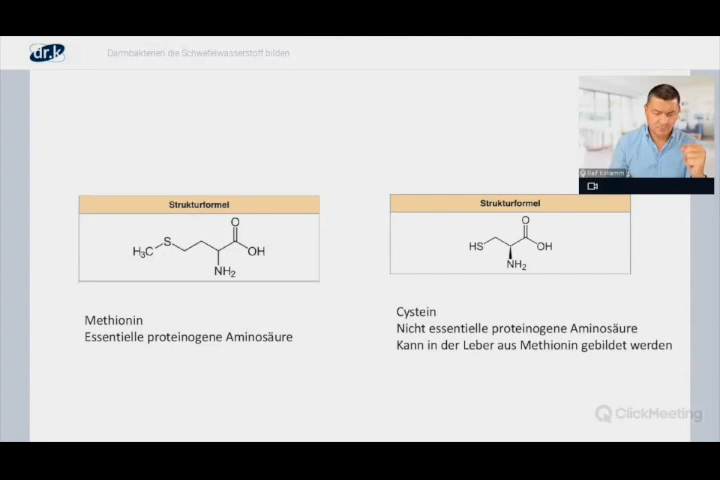 dr.k
Darmbakterien die Schwefelwasserstoff bilden
Strukturformel
H₃C
S
O
OH
NH₂
Methionin
Essentielle proteinogene Aminosäure
Strukturformel
HS
O
OH
NH₂
Cystein
Nicht essentielle proteinogene Aminosäure
Kann in der Leber aus Methionin gebildet werden
Ralf
ClickMeeting